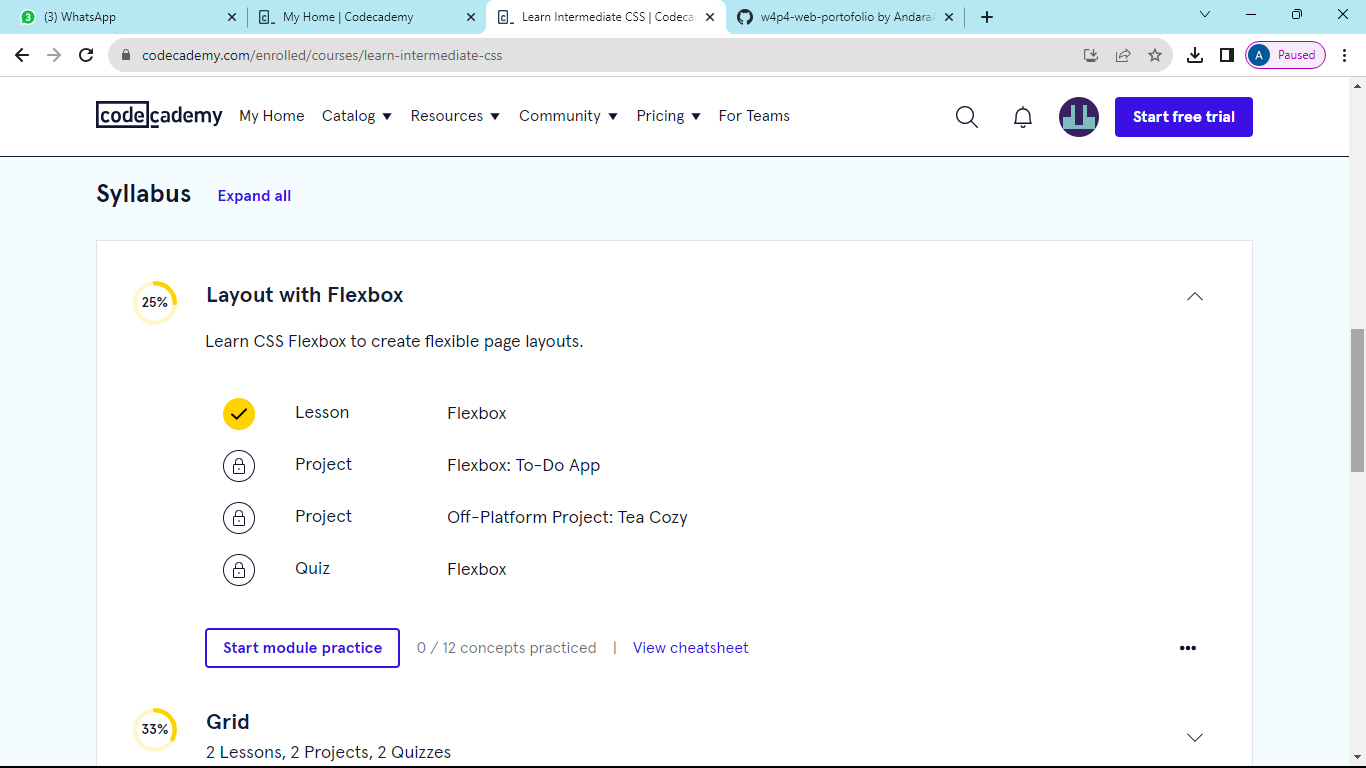 3 (3) WhatsApp
My Home | Codecademy
Learn Intermediate CSS | Codeca
w4p4-web-portofolio by Andara
codecademy.com/enrolled/courses/learn-intermediate-css
A Paused
codecademy My Home Catalog Resources Community Pricing For Teams Start free trial
Syllabus Expand all
25% Layout with Flexbox
Learn CSS Flexbox to create flexible page layouts.
Lesson Flexbox
Project Flexbox: To-Do App
Project Off-Platform Project: Tea Cozy
Quiz Flexbox
Start module practice 0 / 12 concepts practiced | View cheatsheet
33% Grid
2 Lessons, 2 Projects, 2 Quizzes